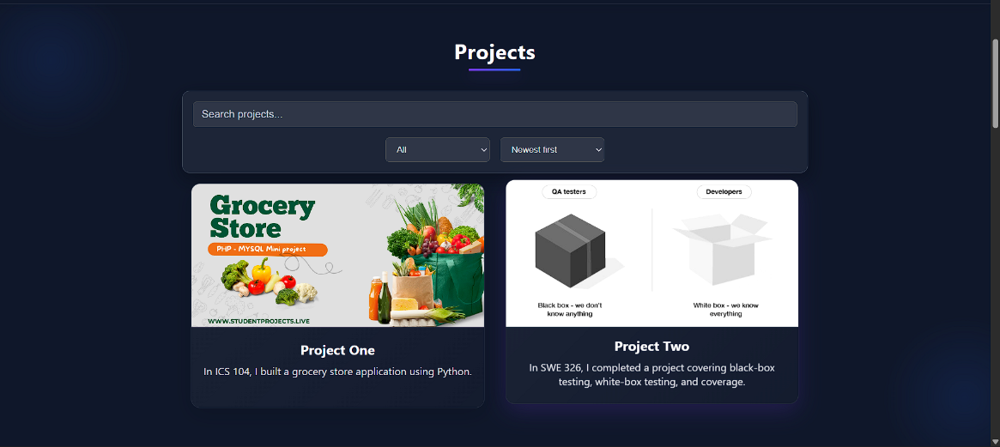 Projects
Search projects...
All
Newest first
Grocery
Store
PHP - MYSQL Mini project
WWW.STUDENTPROJECTS.LIVE
QA testers
Developers
Black box - we don't
know anything
White box - we know
everything
Project One
In ICS 104, I built a grocery store application using Python.
Project Two
In SWE 326, I completed a project covering black-box
testing, white-box testing, and coverage.